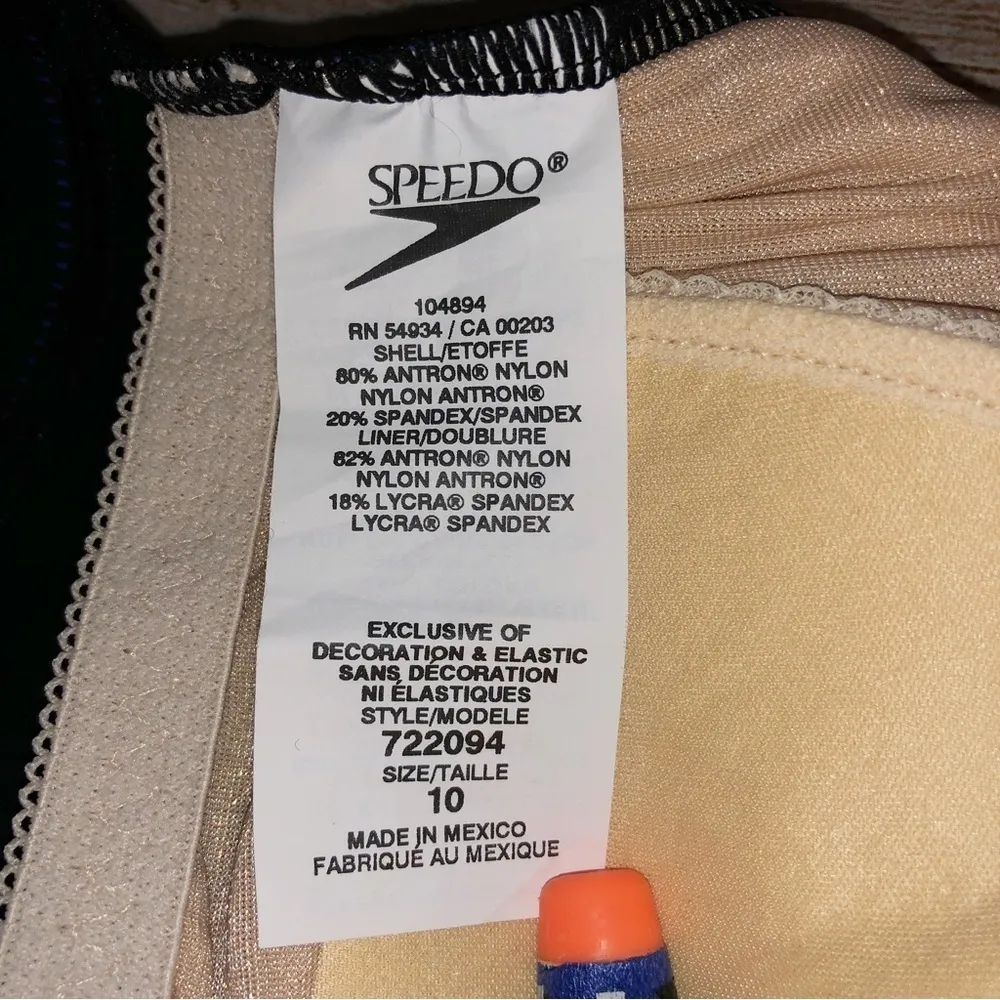 SPEEDO®
104894
RN 54934 / CA 00203
SHELL/ETOFFE
80% ANTRON® NYLON
NYLON ANTRON®
20% SPANDEX/SPANDEX
LINER/DOUBLURE
82% ANTRON® NYLON
NYLON ANTRON®
18% LYCRA® SPANDEX
LYCRA® SPANDEX
EXCLUSIVE OF
DECORATION & ELASTIC
SANS DÉCORATION
NI ÉLASTIQUES
STYLE/MODELE
722094
SIZE/TAILLE
10
MADE IN MEXICO
FABRIQUÉ AU MEXIQUE